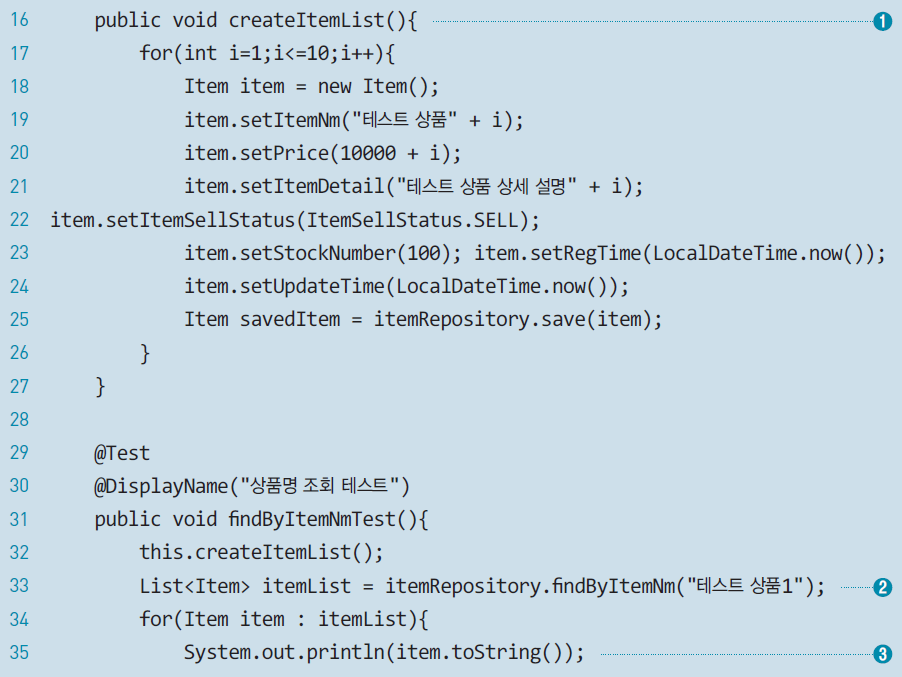 16 public void createItemList(){ 1
17 for(int i=1;i<=10;i++){
18 Item item = new Item();
19 item.setItemNm("테스트 상품" + i);
20 item.setPrice(10000 + i);
21 item.setItemDetail("테스트 상품 상세 설명" + i);
22 item.setItemSellStatus(ItemSellStatus.SELL);
23 item.setStockNumber(100); item.setRegTime(LocalDateTime.now());
24 item.setUpdateTime(LocalDateTime.now());
25 Item savedItem = itemRepository.save(item);
26 }
27 }
28
29 @Test
30 @DisplayName("상품명 조회 테스트")
31 public void findByItemNmTest(){
32 this.createItemList();
33 List<Item> itemList = itemRepository.findByItemNm("테스트 상품1"); 2
34 for(Item item : itemList){
35 System.out.println(item.toString()); 3